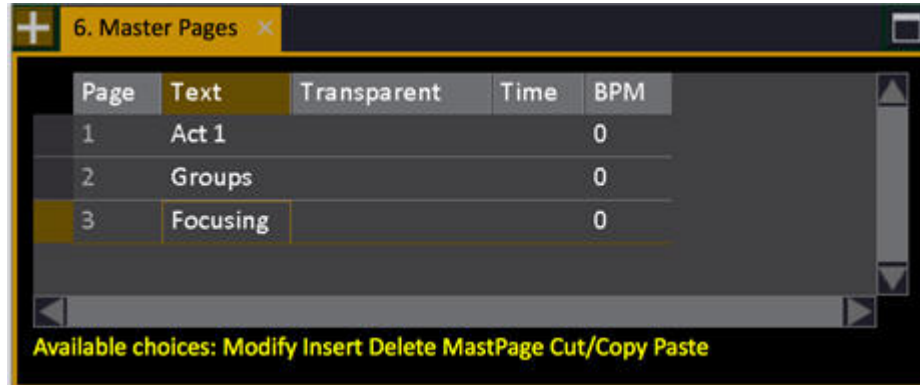 6. Master Pages
Page Text Transparent Time BPM
1 Act 1 0
2 Groups 0
3 Focusing 0
Available choices: Modify Insert Delete MastPage Cut/Copy Paste